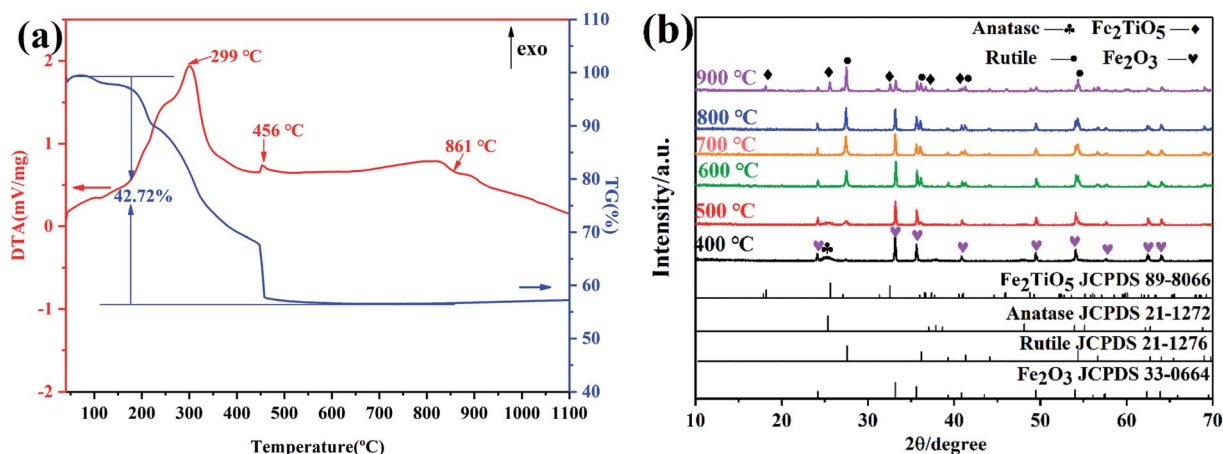 (a)
exo
299 °C
456 °C
861 °C
42.72%
DTA(mV/mg)
2
1
0
-1
-2
TG(%)
110
100
90
80
70
60
50
40
100 200 300 400 500 600 700 800 900 1000 1100
Temperature(ºC)
(b)
Anatase —♣ Fe2TiO5 —♦
Rutile —● Fe2O3 —♥
900 °C
800 °C
700 °C
600 °C
500 °C
400 °C
Fe2TiO5 JCPDS 89-8066
Anatase JCPDS 21-1272
Rutile JCPDS 21-1276
Fe2O3 JCPDS 33-0664
Intensity/a.u.
10 20 30 40 50 60 70
2θ/degree